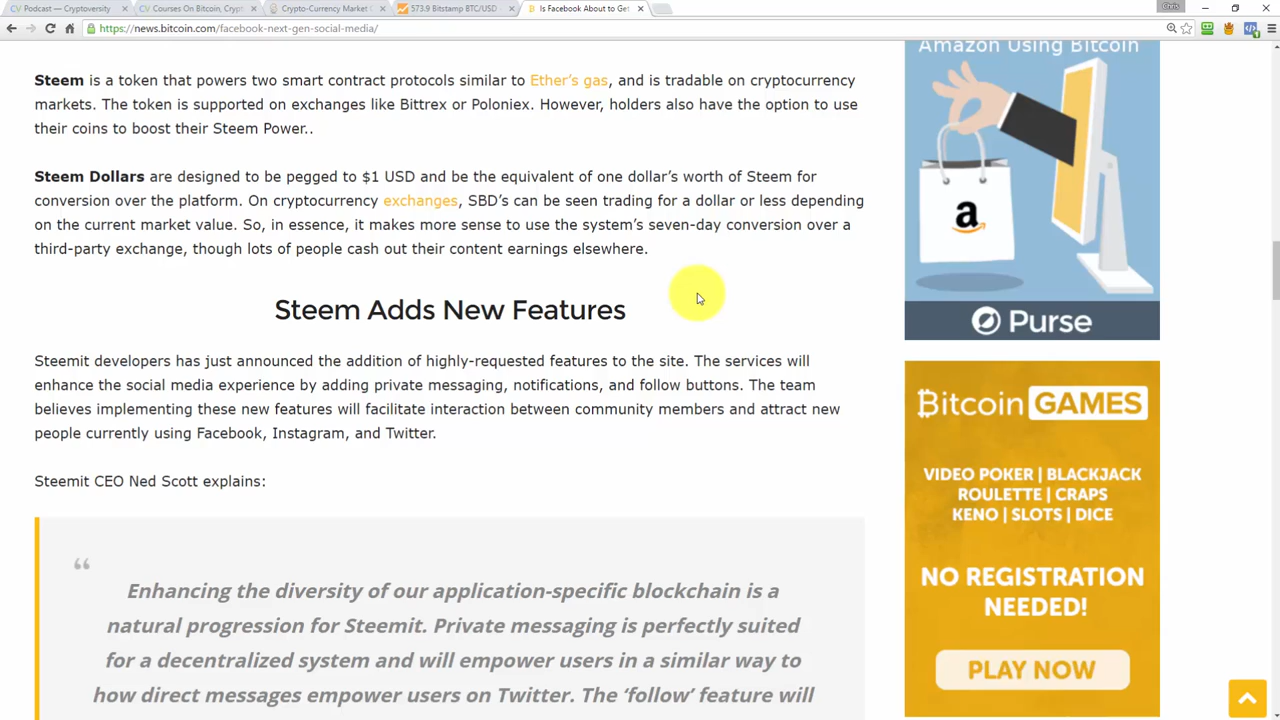 CV Podcast — Cryptoversity
CV Courses On Bitcoin, Crypt
Crypto-Currency Market C
573.9 Bitstamp BTC/USD
Is Facebook About to Get
Chris
https://news.bitcoin.com/facebook-next-gen-social-media/
Steem is a token that powers two smart contract protocols similar to Ether's gas, and is tradable on cryptocurrency
markets. The token is supported on exchanges like Bittrex or Poloniex. However, holders also have the option to use
their coins to boost their Steem Power..
Steem Dollars are designed to be pegged to $1 USD and be the equivalent of one dollar's worth of Steem for
conversion over the platform. On cryptocurrency exchanges, SBD's can be seen trading for a dollar or less depending
on the current market value. So, in essence, it makes more sense to use the system's seven-day conversion over a
third-party exchange, though lots of people cash out their content earnings elsewhere.
Steem Adds New Features
Steemit developers has just announced the addition of highly-requested features to the site. The services will
enhance the social media experience by adding private messaging, notifications, and follow buttons. The team
believes implementing these new features will facilitate interaction between community members and attract new
people currently using Facebook, Instagram, and Twitter.
Steemit CEO Ned Scott explains:
“
Enhancing the diversity of our application-specific blockchain is a
natural progression for Steemit. Private messaging is perfectly suited
for a decentralized system and will empower users in a similar way to
how direct messages empower users on Twitter. The ‘follow’ feature will
Amazon Using Bitcoin
a
Purse
Bitcoin GAMES
VIDEO POKER | BLACKJACK
ROULETTE | CRAPS
KENO | SLOTS | DICE
NO REGISTRATION
NEEDED!
PLAY NOW